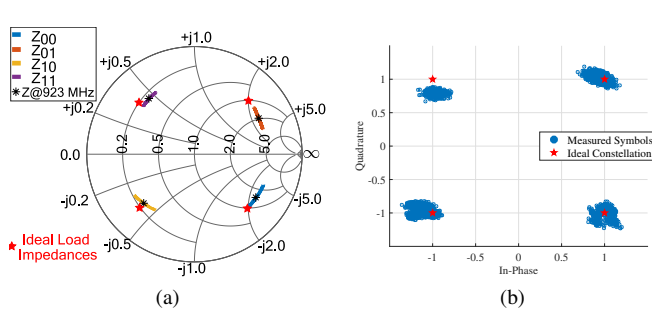 Z00
Z01
Z10
Z11
Z@923 MHz
+j0.2
+j0.5
+j1.0
+j2.0
+j5.0
0.0
0.2
0.5
1.0
2.0
5.0
∞
-j0.2
-j0.5
-j1.0
-j2.0
-j5.0
Ideal Load
Impedances
(a)
Quadrature
1
0.5
0
-0.5
-1
Measured Symbols
Ideal Constellation
-1
-0.5
0
0.5
1
In-Phase
(b)